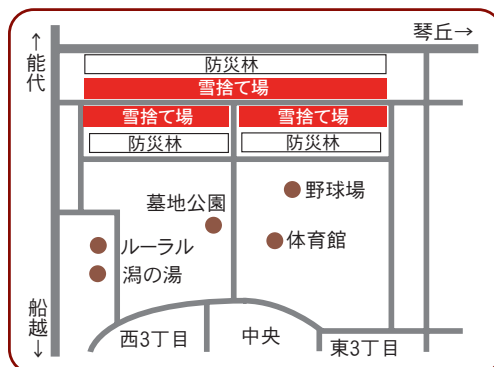 琴丘→
↑能代
防災林
雪捨て場
雪捨て場
雪捨て場
防災林
防災林
野球場
墓地公園
体育館
ルーラル
潟の湯
船越↓
西3丁目
中央
東3丁目